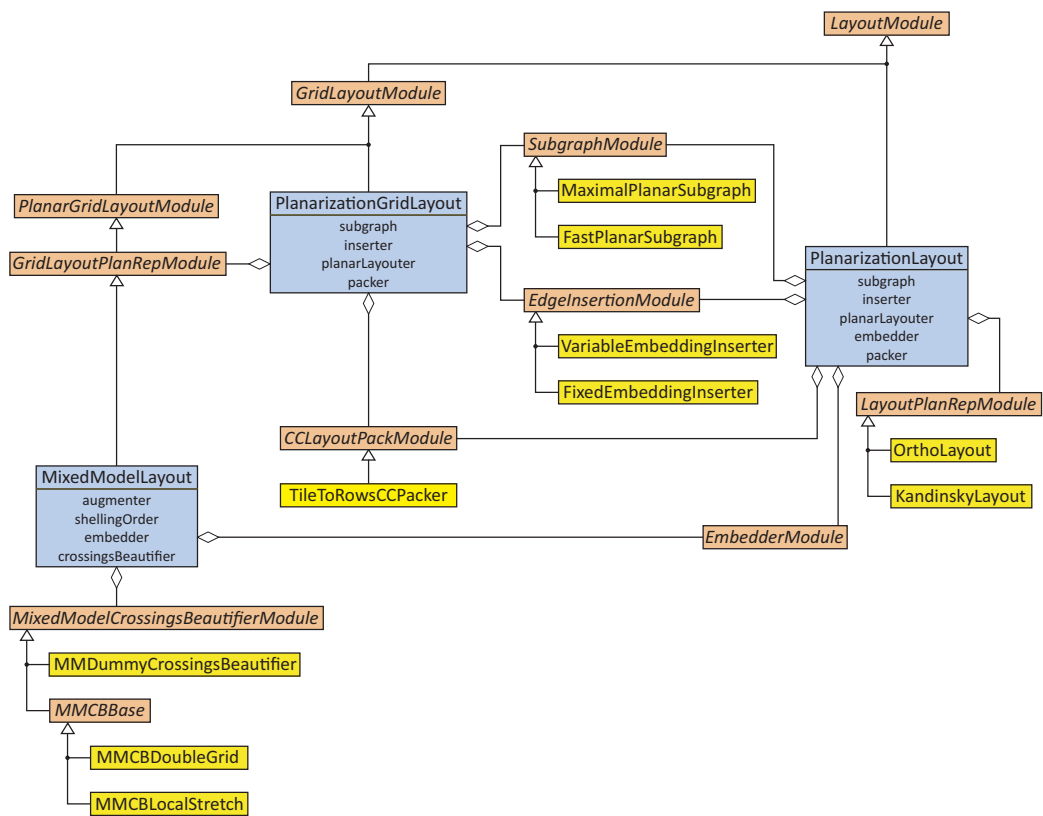 LayoutModule
GridLayoutModule
SubgraphModule
MaximalPlanarSubgraph
FastPlanarSubgraph
PlanarGridLayoutModule
GridLayoutPlanRepModule
PlanarizationGridLayout
subgraph
inserter
planarLayouter
packer
PlanarizationLayout
subgraph
inserter
planarLayouter
embedder
packer
EdgeInsertionModule
VariableEmbeddingInserter
FixedEmbeddingInserter
LayoutPlanRepModule
OrthoLayout
KandinskyLayout
CCLayoutPackModule
TileToRowsCCPacker
MixedModelLayout
augmenter
shellingOrder
embedder
crossingsBeautifier
EmbedderModule
MixedModelCrossingsBeautifierModule
MMDummyCrossingsBeautifier
MMCBBase
MMCBDoubleGrid
MMCBLocalStretch